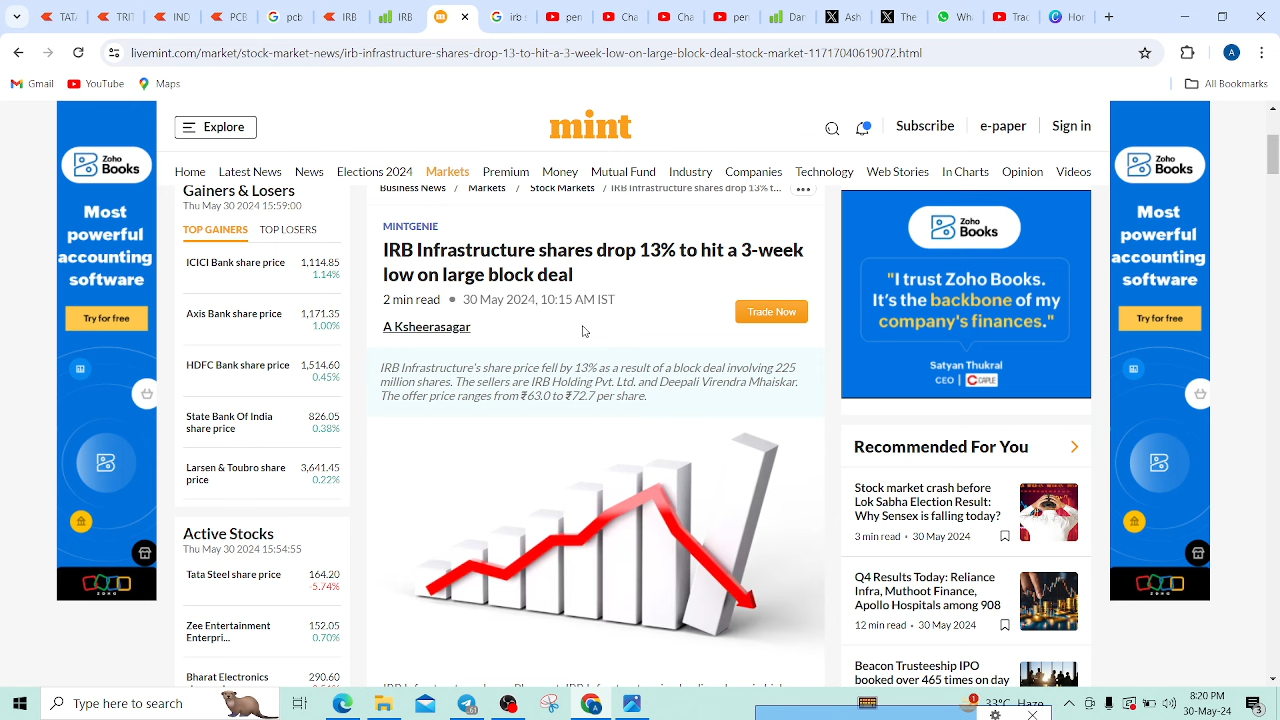 TATA
TATA
TATA
irb s
perm
Ash
Hos
livemint.com/market/stock-market-news/irb-infrastructure-shares-drop-13-to-hit-a-3-week-low-on-large-block-deal-11717040619072.html
A
Gmail
YouTube
Maps
All Bookmarks
Explore
mint
Subscribe
e-paper
Sign in
Home
Latest News
News
Elections 2024
Markets
Premium
Money
Mutual Fund
Industry
Companies
Technology
Web Stories
In Charts
Opinion
Videos
Zoho
Books
Most
powerful
accounting
software
Try for free
ZOHO
Gainers & Losers
Thu May 30 2024 15:59:00
TOP GAINERS
TOP LOSERS
ICICI Bank share price 1,114.85
1.14%
Axis Bank share price 1,171.35
1.00%
HDFC Bank share price 1,514.60
0.45%
State Bank Of India 826.05
share price 0.38%
Larsen & Toubro share 3,641.45
price 0.22%
Active Stocks
Thu May 30 2024 15:54:55
Tata Steel share price 164.20
5.74%
Zee Entertainment 152.05
Enterpri... 0.70%
Bharat Electronics
Business News / Markets / Stock Markets / IRB Infrastructure shares drop 13% t...
MINTGENIE
IRB Infrastructure shares drop 13% to hit a 3-week
low on large block deal
2 min read • 30 May 2024, 10:15 AM IST
Trade Now
A Ksheerasagar
IRB Infrastructure's share price fell by 13% as a result of a block deal involving 225
million shares. The sellers are IRB Holding Pvt. Ltd. and Deepali Virendra Mhaiskar.
The offer price ranges from ₹63.0 to ₹72.7 per share.
Zoho
Books
"I trust Zoho Books.
It's the backbone of my
company's finances."
Satyan Thukral
CEO | CAPLE
Recommended For You
Stock market crash before
Lok Sabha Election Result:
Why Sensex is falling today?
3 min read • 30 May 2024
Q4 Results Today: Reliance
Infra, Muthoot Finance,
Apollo Hospitals among 908
12 min read • 30 May 2024
Beacon Trusteeship IPO
booked over 465 times on day
Zoho
Books
Most
powerful
accounting
software
Try for free
ZOHO
Type here to search
1
ENG
8:20 PM
30-05-2024
3